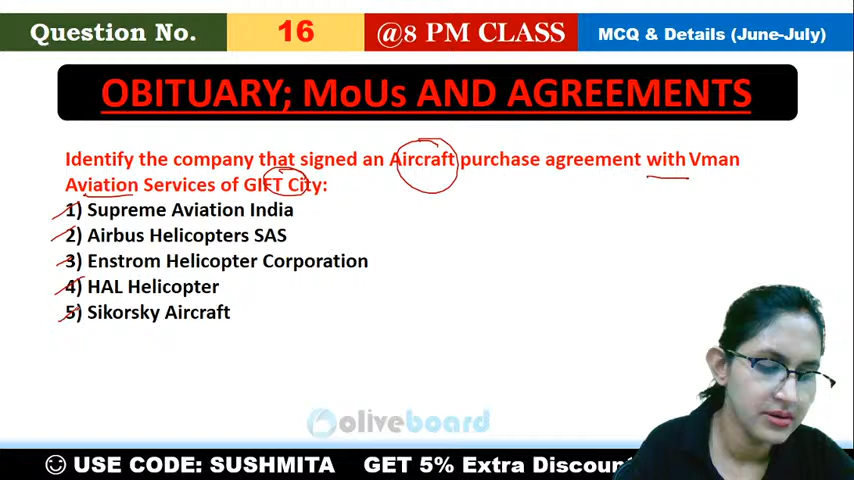 Question No.
16
@8 PM CLASS
MCQ & Details (June-July)
OBITUARY; MoUs AND AGREEMENTS
Identify the company that signed an Aircraft purchase agreement with Vman
Aviation Services of GIFT City:
1) Supreme Aviation India
2) Airbus Helicopters SAS
3) Enstrom Helicopter Corporation
4) HAL Helicopter
5) Sikorsky Aircraft
oliveboard
USE CODE: SUSHMITA GET 5% Extra Discoun